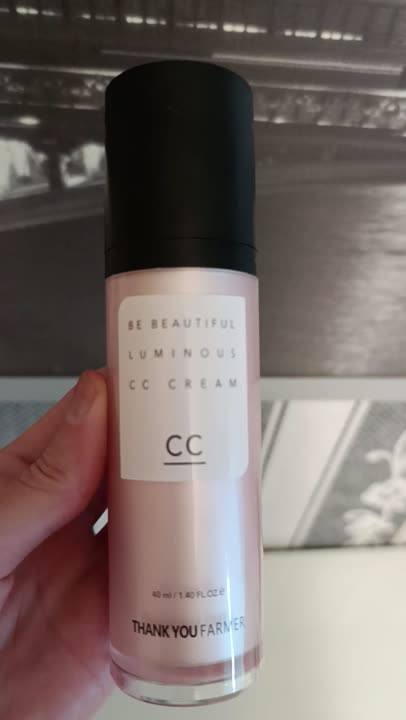 BE BEAUTIFUL
LUMINOUS
CC CREAM
CC
40 ml / 1.40 FL.OZ.℮
THANK YOU FARMER